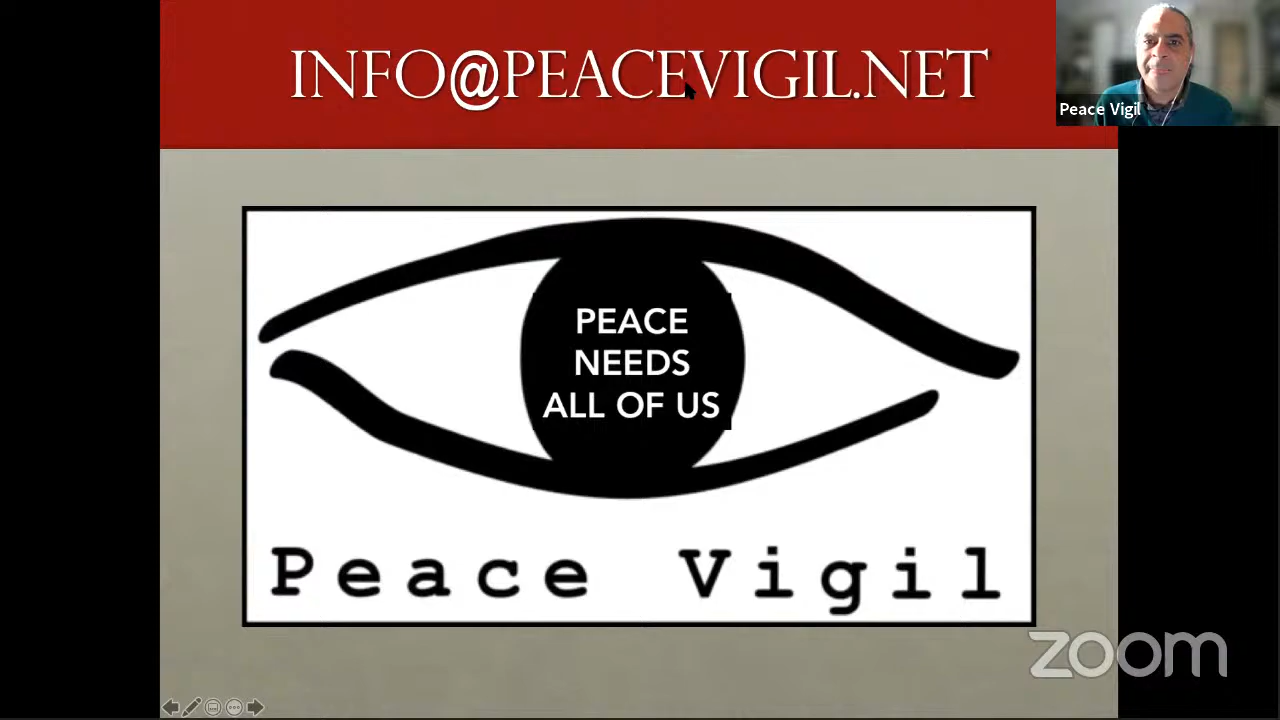 INFO@PEACEVIGIL.NET
Peace Vigil
PEACE
NEEDS
ALL OF US
Peace Vigil
zoom